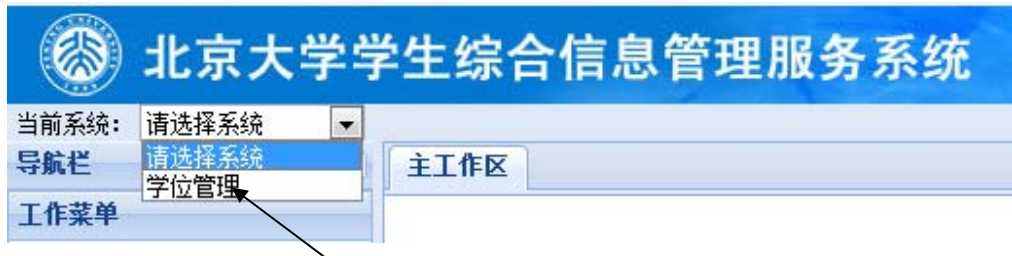 北京大学学生综合信息管理服务系统
当前系统： 请选择系统
导航栏 请选择系统 主工作区
学位管理
工作菜单